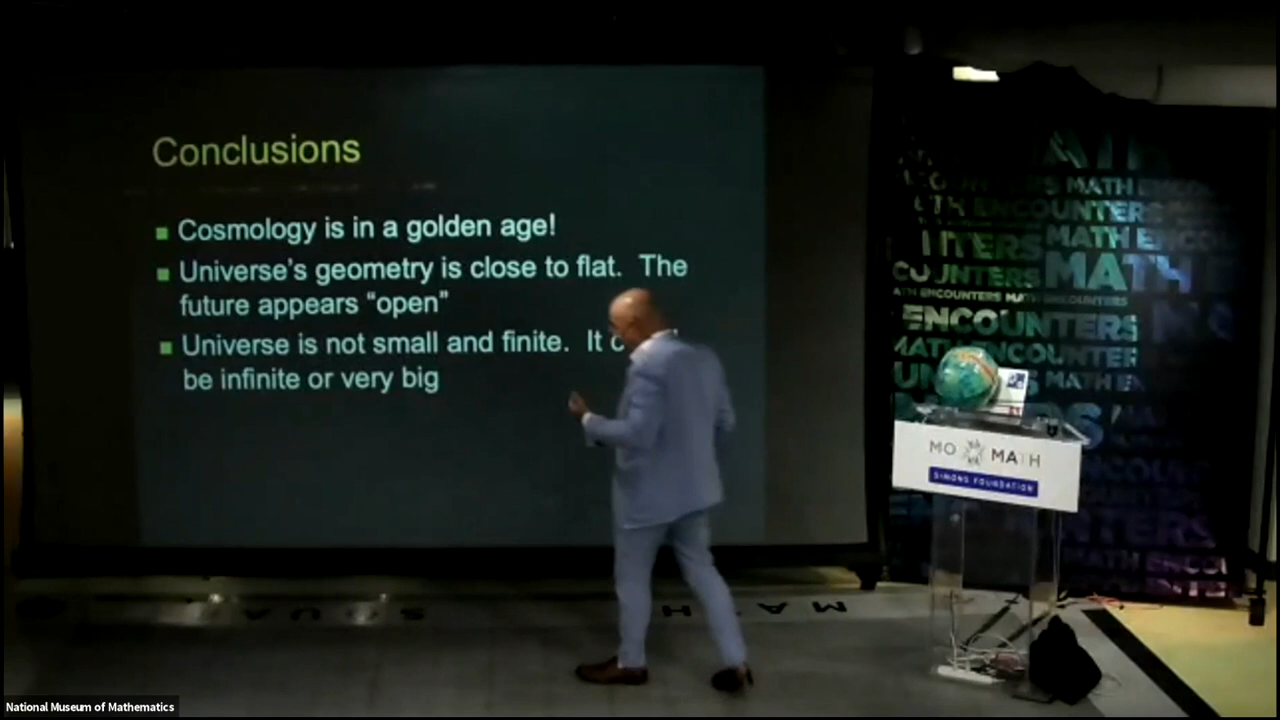 Conclusions
Cosmology is in a golden age!
Universe's geometry is close to flat. The
future appears “open”
Universe is not small and finite. It
be infinite or very big
MATH ENCOUNTERS
MATH
ENCOUNTERS
MATH ENCOUNTERS
MO MATH
SIMONS FOUNDATION
MATH
National Museum of Mathematics